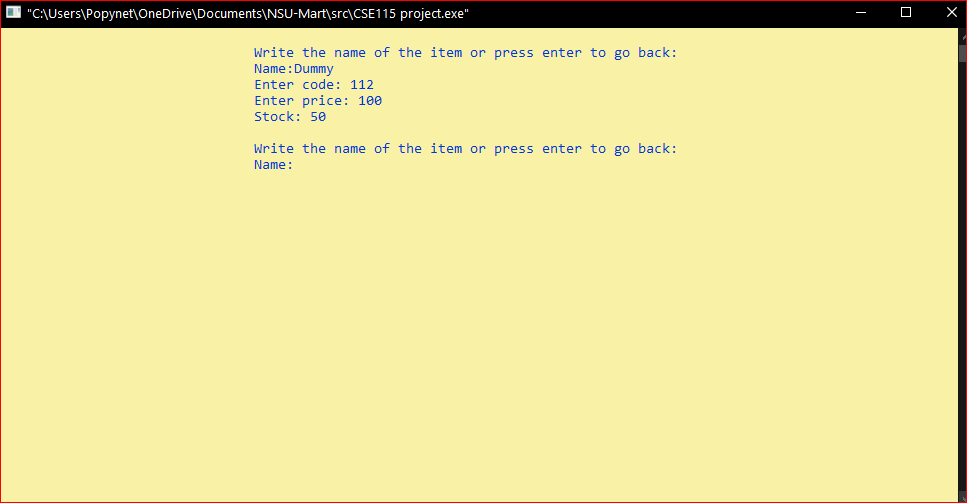 "C:\Users\Popynet\OneDrive\Documents\NSU-Mart\src\CSE115 project.exe"
Write the name of the item or press enter to go back:
Name:Dummy
Enter code: 112
Enter price: 100
Stock: 50
Write the name of the item or press enter to go back:
Name: